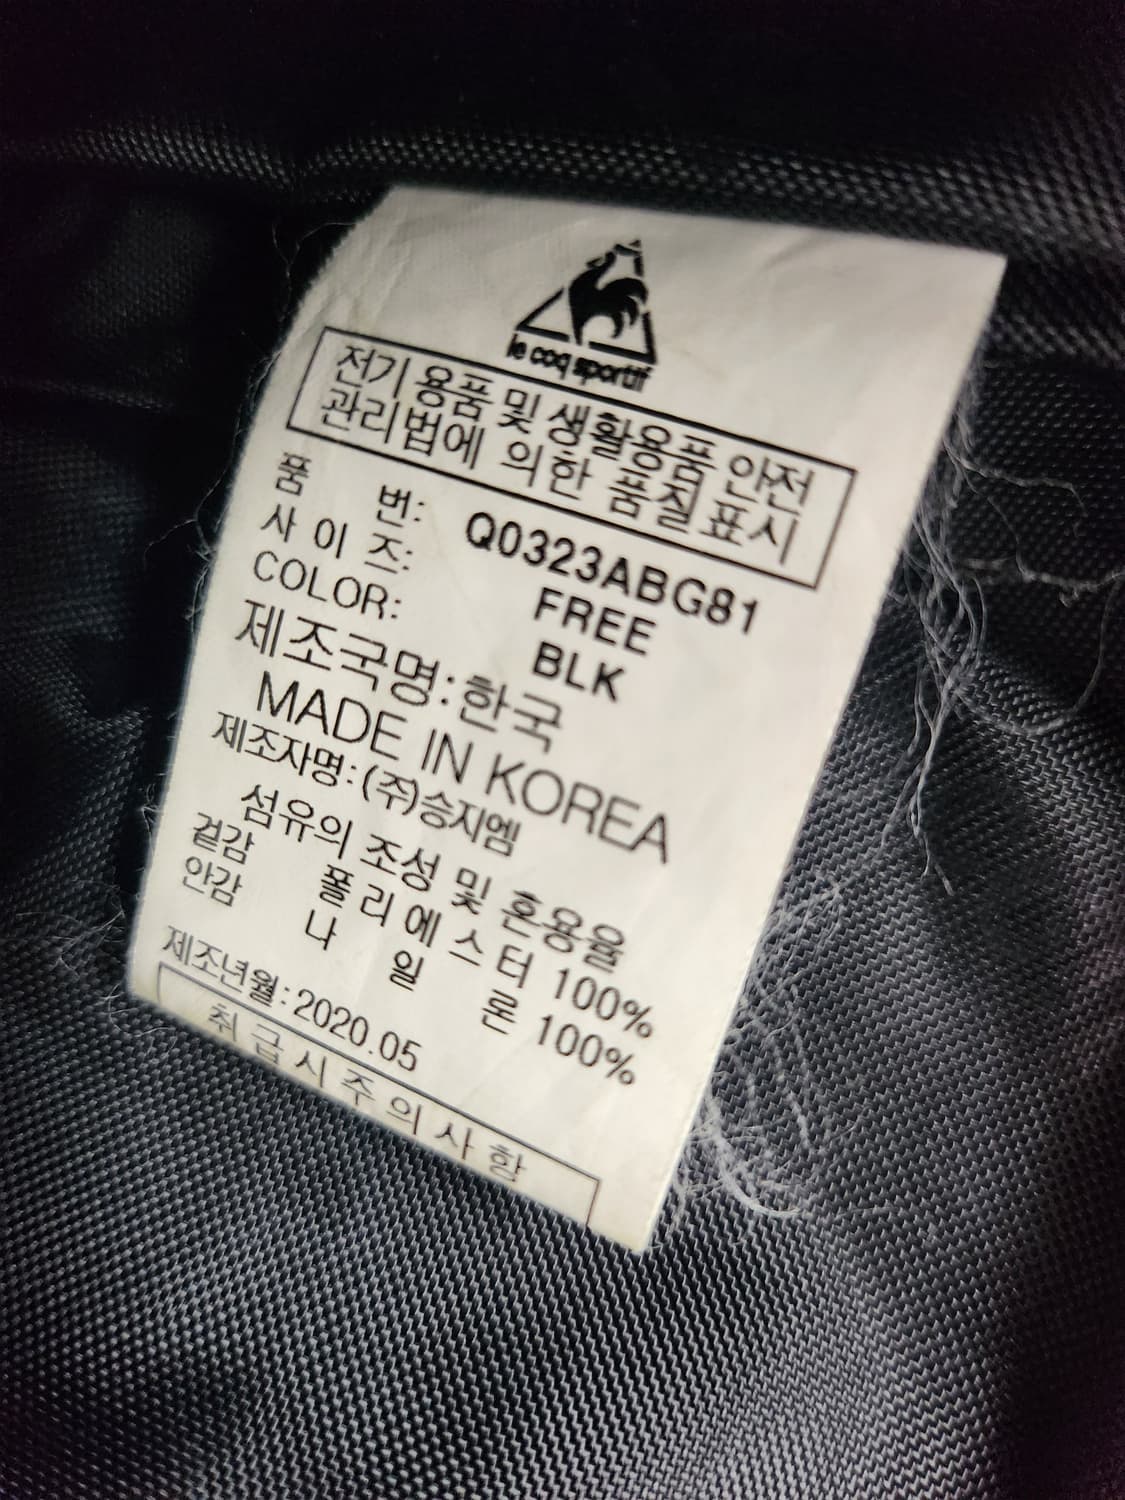 le coq sportif
전기 용품 및 생활용품 안전
관리법에 의한 품질표시
품 번: Q0323ABG81
사 이 즈: FREE
COLOR: BLK
제조국명:한국
MADE IN KOREA
제조자명:(주)승지엠
섬유의 조성 및 혼용율
겉감 폴 리 에 스 터 100%
안감 나 일 론 100%
제조년월:2020.05
취 급 시 주 의 사 항